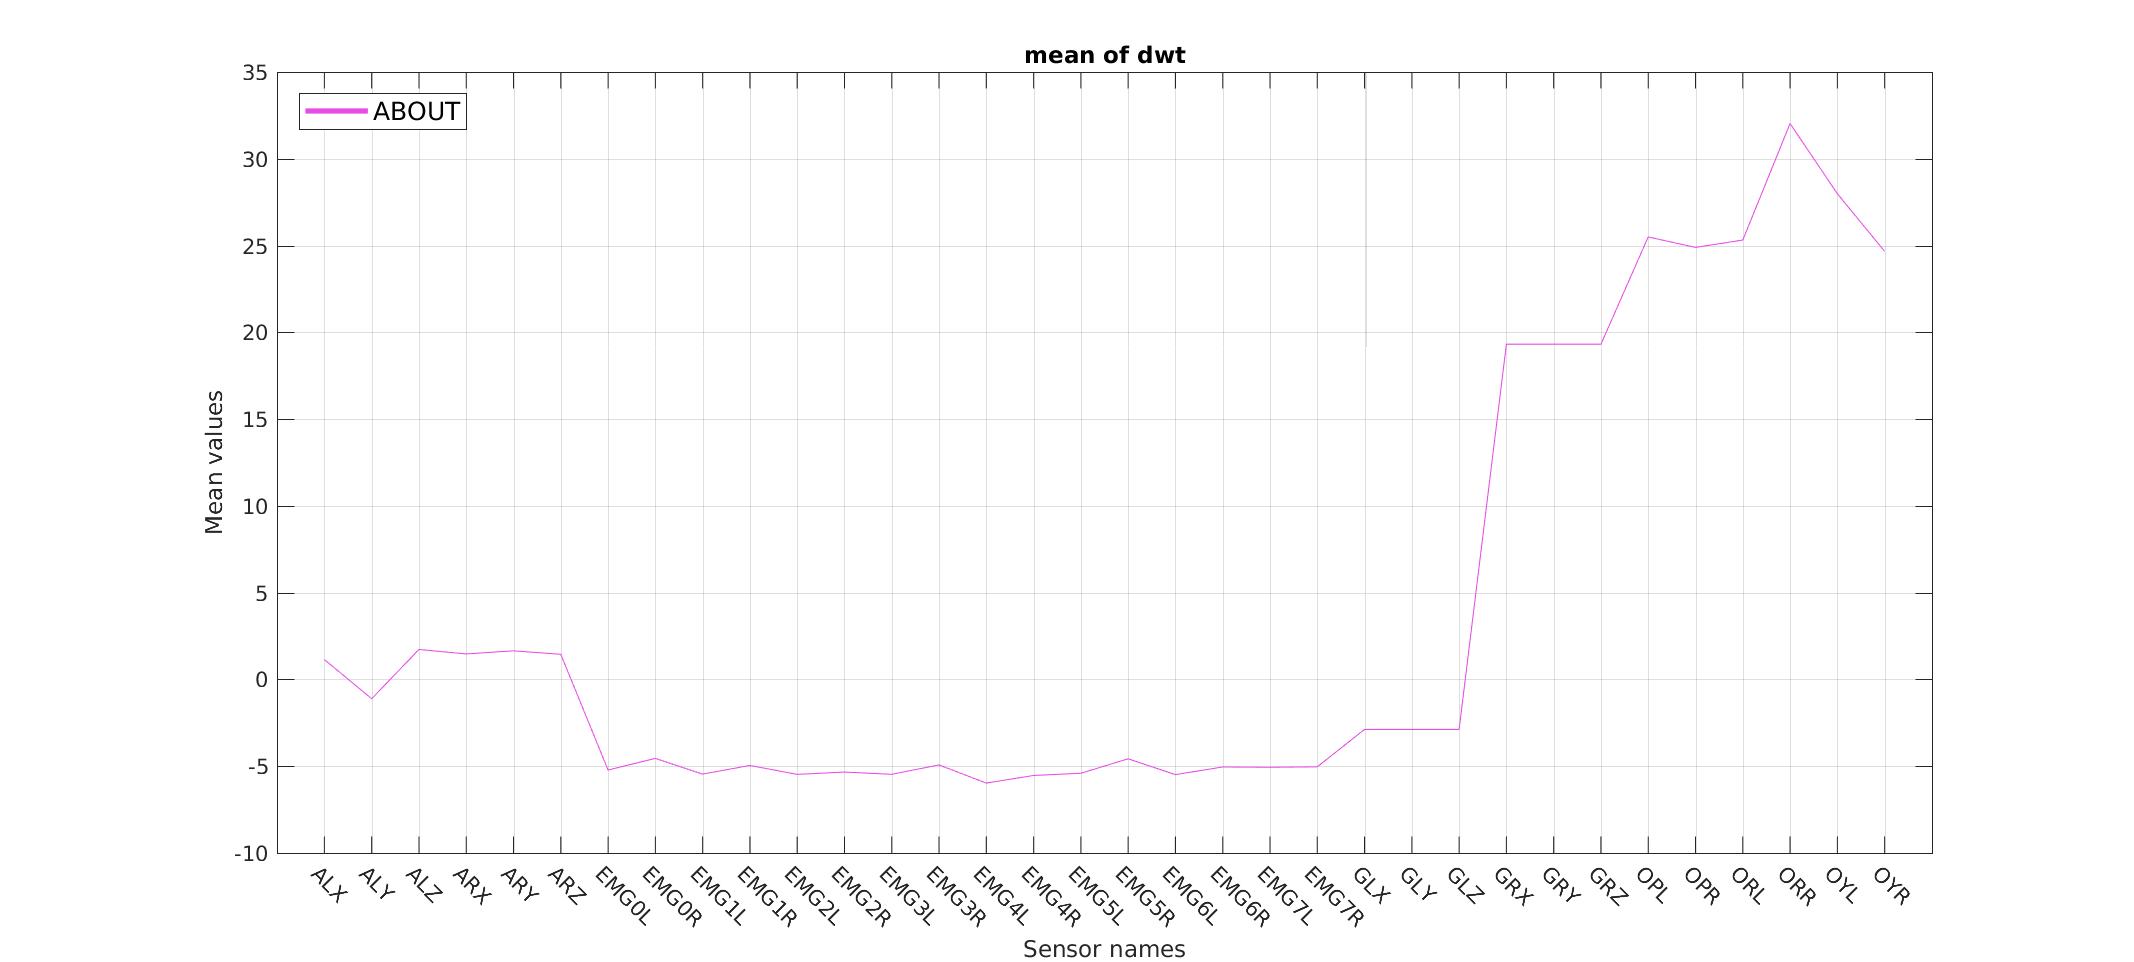 mean of dwt
ABOUT
35
30
25
20
15
10
5
0
-5
-10
Mean values
ALX
ALY
ALZ
ARX
ARY
ARZ
EMG0L
EMG0R
EMG1L
EMG1R
EMG2L
EMG2R
EMG3L
EMG3R
EMG4L
EMG4R
EMG5L
EMG5R
EMG6L
EMG6R
EMG7L
EMG7R
GLX
GLY
GLZ
GRX
GRY
GRZ
OPL
OPR
ORL
ORR
OYL
OYR
Sensor names